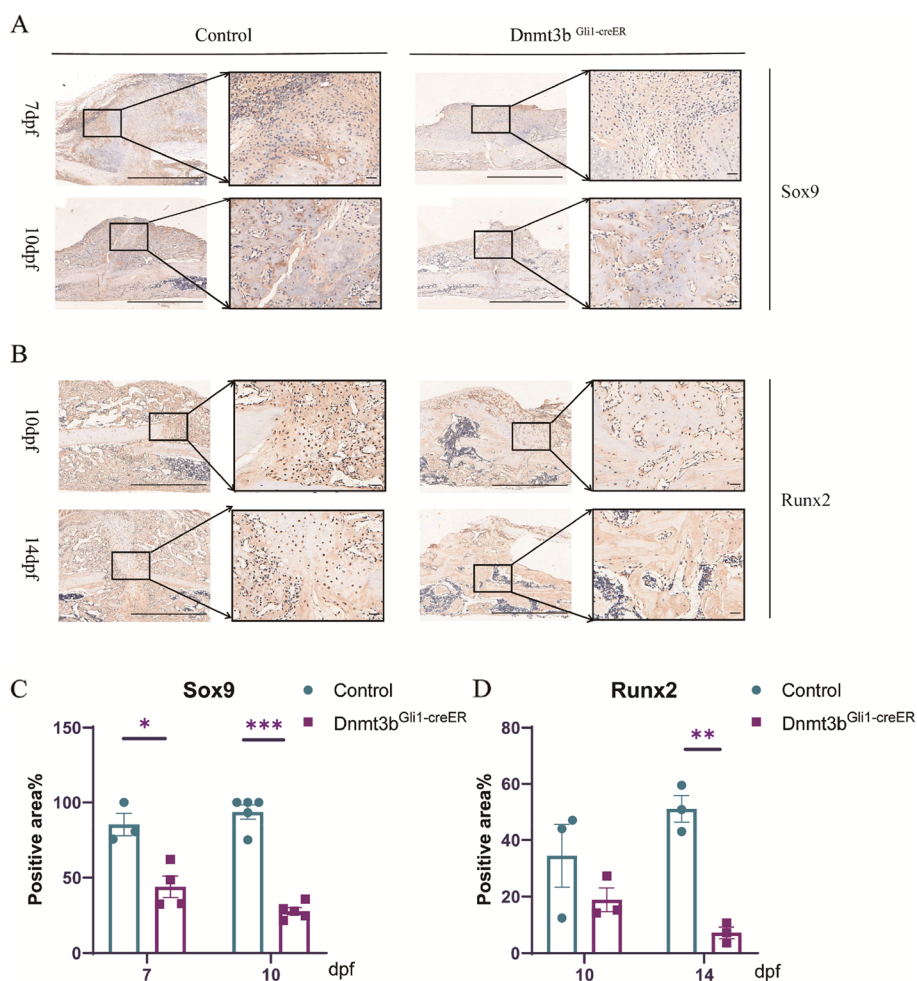 A
Control
Dnmt3b Gli1-creER
7dpf
10dpf
Sox9
B
10dpf
14dpf
Runx2
C
Sox9
Control
Dnmt3bGli1-creER
*
***
Positive area%
150
100
50
0
7
10
dpf
D
Runx2
Control
Dnmt3bGli1-creER
**
Positive area%
80
60
40
20
0
10
14
dpf